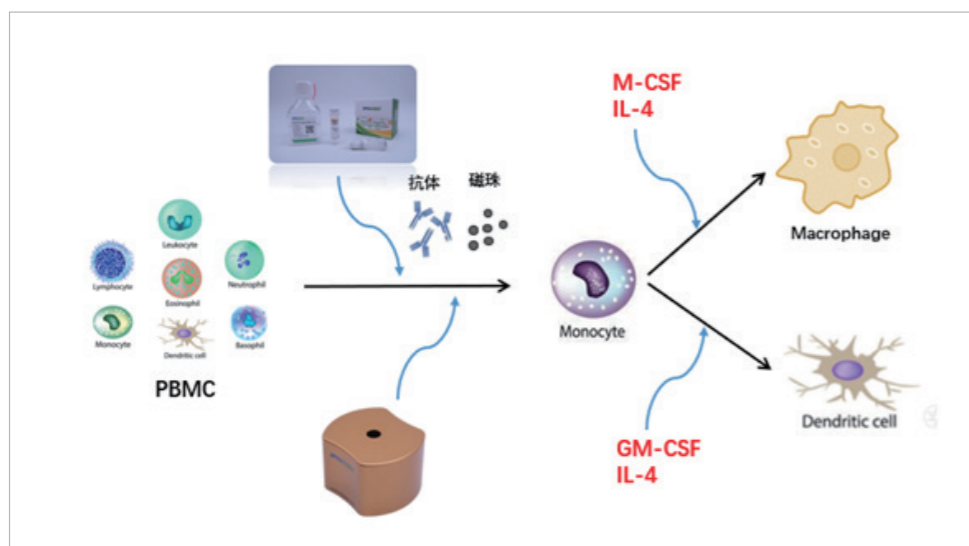 M-CSF
IL-4
抗体
磁珠
Leukocyte
Lymphocyte
Neutrophil
Eosinophil
Monocyte
Dendritic cell
Basophil
PBMC
Monocyte
Macrophage
Dendritic cell
GM-CSF
IL-4